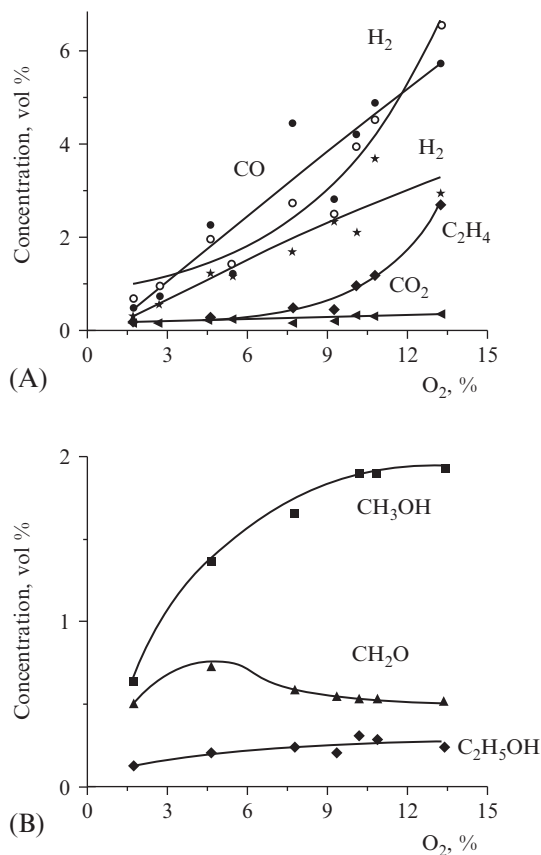 H₂
6
Concentration, vol %
4
CO
H₂
2
C₂H₄
CO₂
0
0 3 6 9 12 15
(A)
O₂, %
2
CH₃OH
Concentration, vol %
1
CH₂O
C₂H₅OH
0
0 3 6 9 12 15
(B)
O₂, %